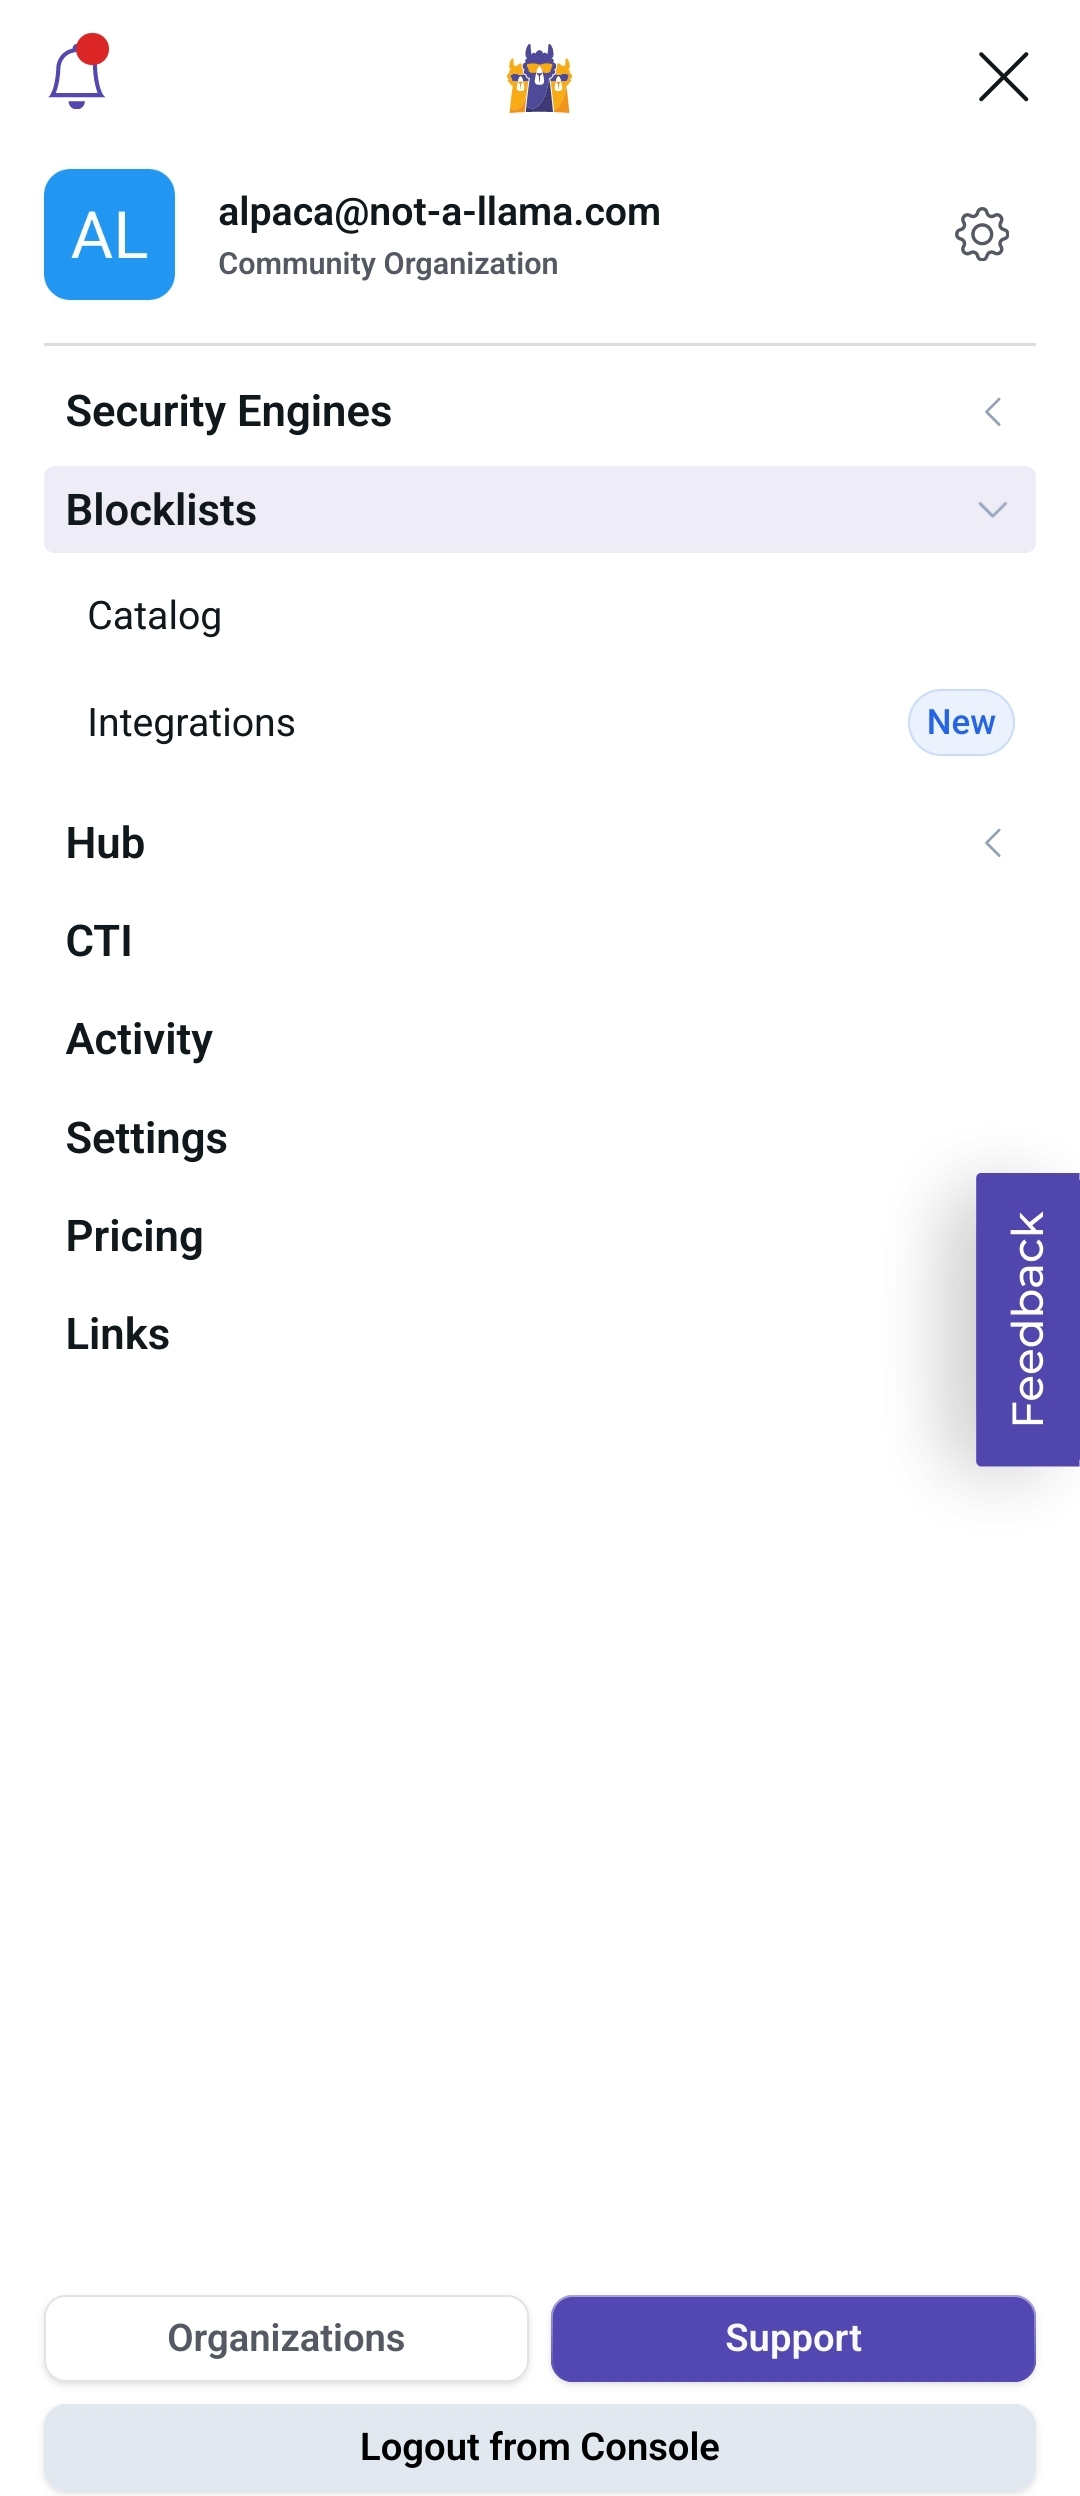 AL
alpaca@not-a-llama.com
Community Organization
Security Engines
Blocklists
Catalog
Integrations
New
Hub
CTI
Activity
Settings
Pricing
Links
Feedback
Organizations
Support
Logout from Console